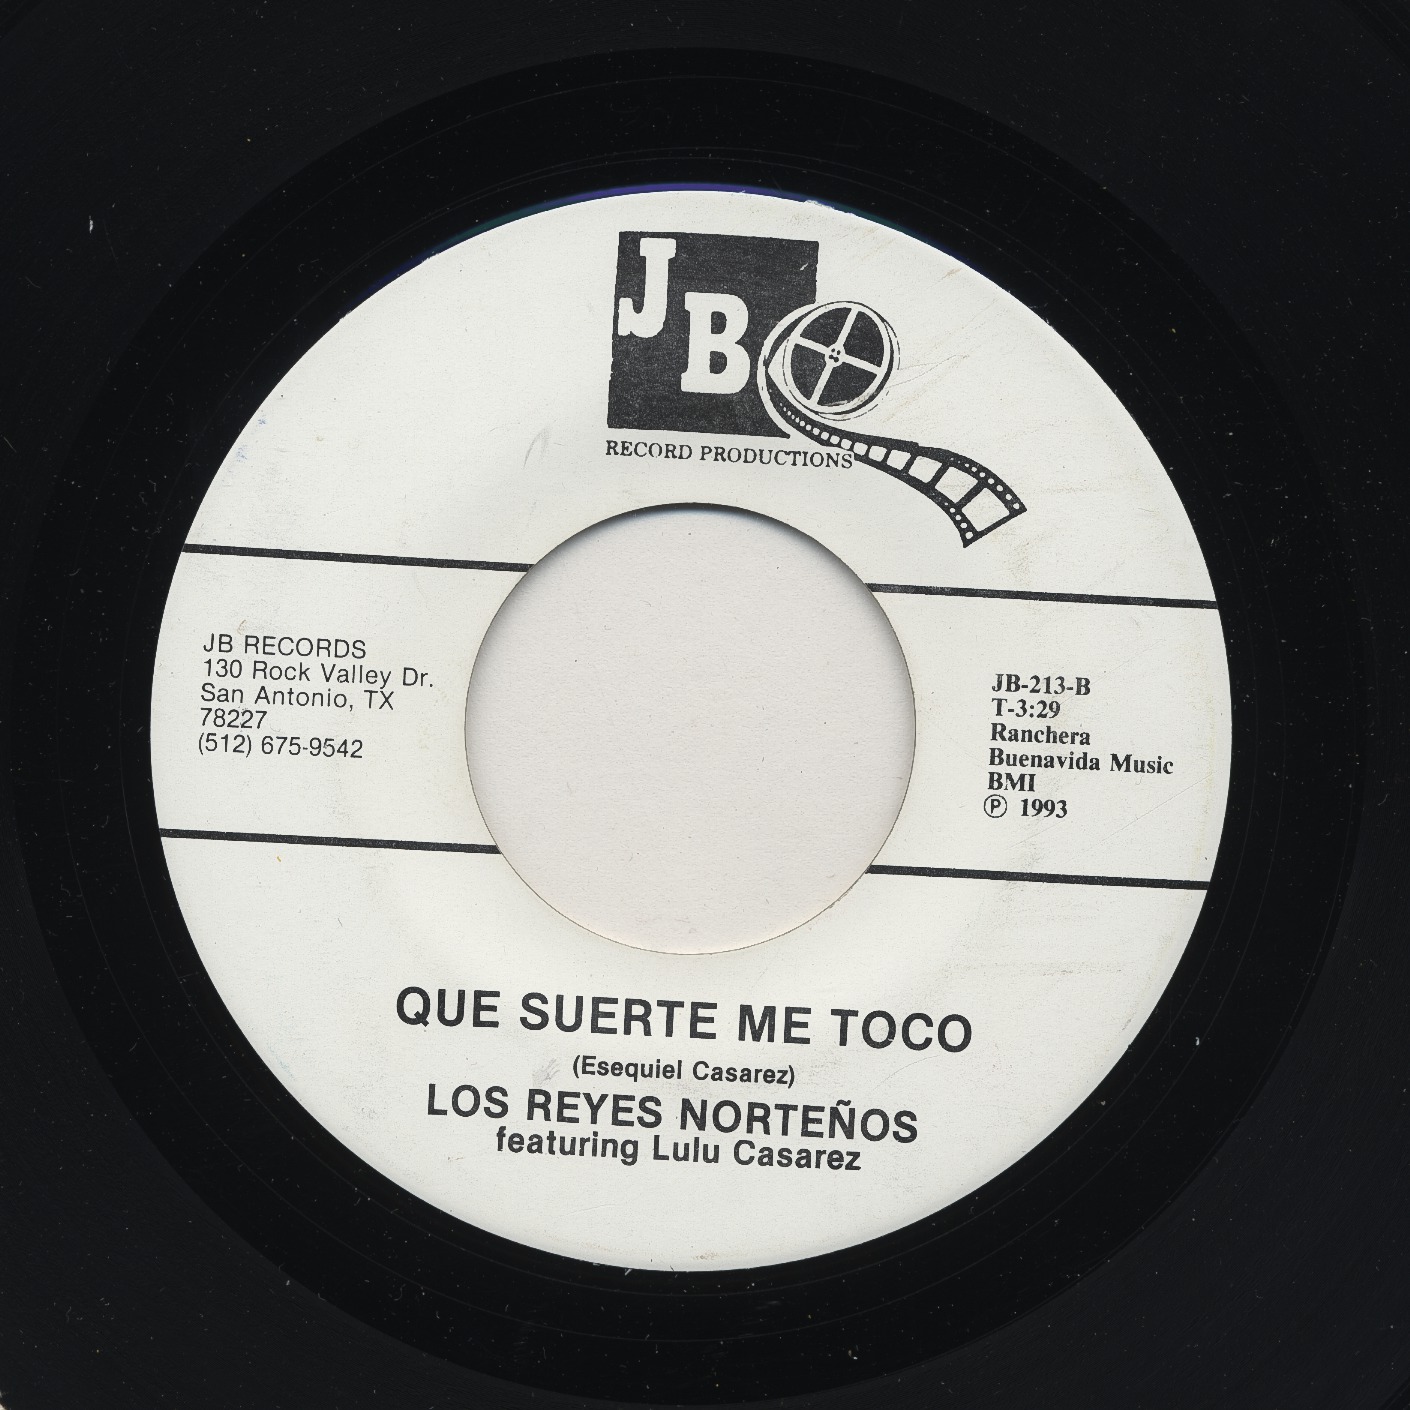 JB
RECORD PRODUCTIONS
JB RECORDS
130 Rock Valley Dr.
San Antonio, TX
78227
(512) 675-9542
JB-213-B
T-3:29
Ranchera
Buenavida Music
BMI
Ⓟ 1993
QUE SUERTE ME TOCO
(Esequiel Casarez)
LOS REYES NORTEÑOS
featuring Lulu Casarez